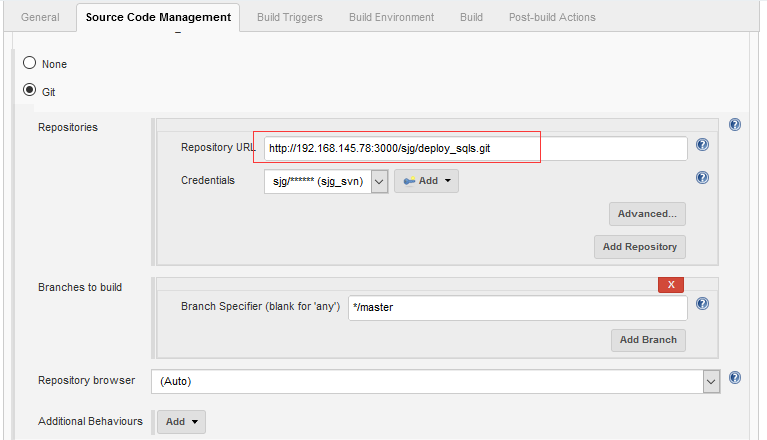 General Source Code Management Build Triggers Build Environment Build Post-build Actions
None
Git
Repositories
Repository URL http://192.168.145.78:3000/sjg/deploy_sqls.git
Credentials sjg/****** (sjg_svn) Add
Advanced...
Add Repository
Branches to build
X
Branch Specifier (blank for 'any') */master
Add Branch
Repository browser (Auto)
Additional Behaviours Add